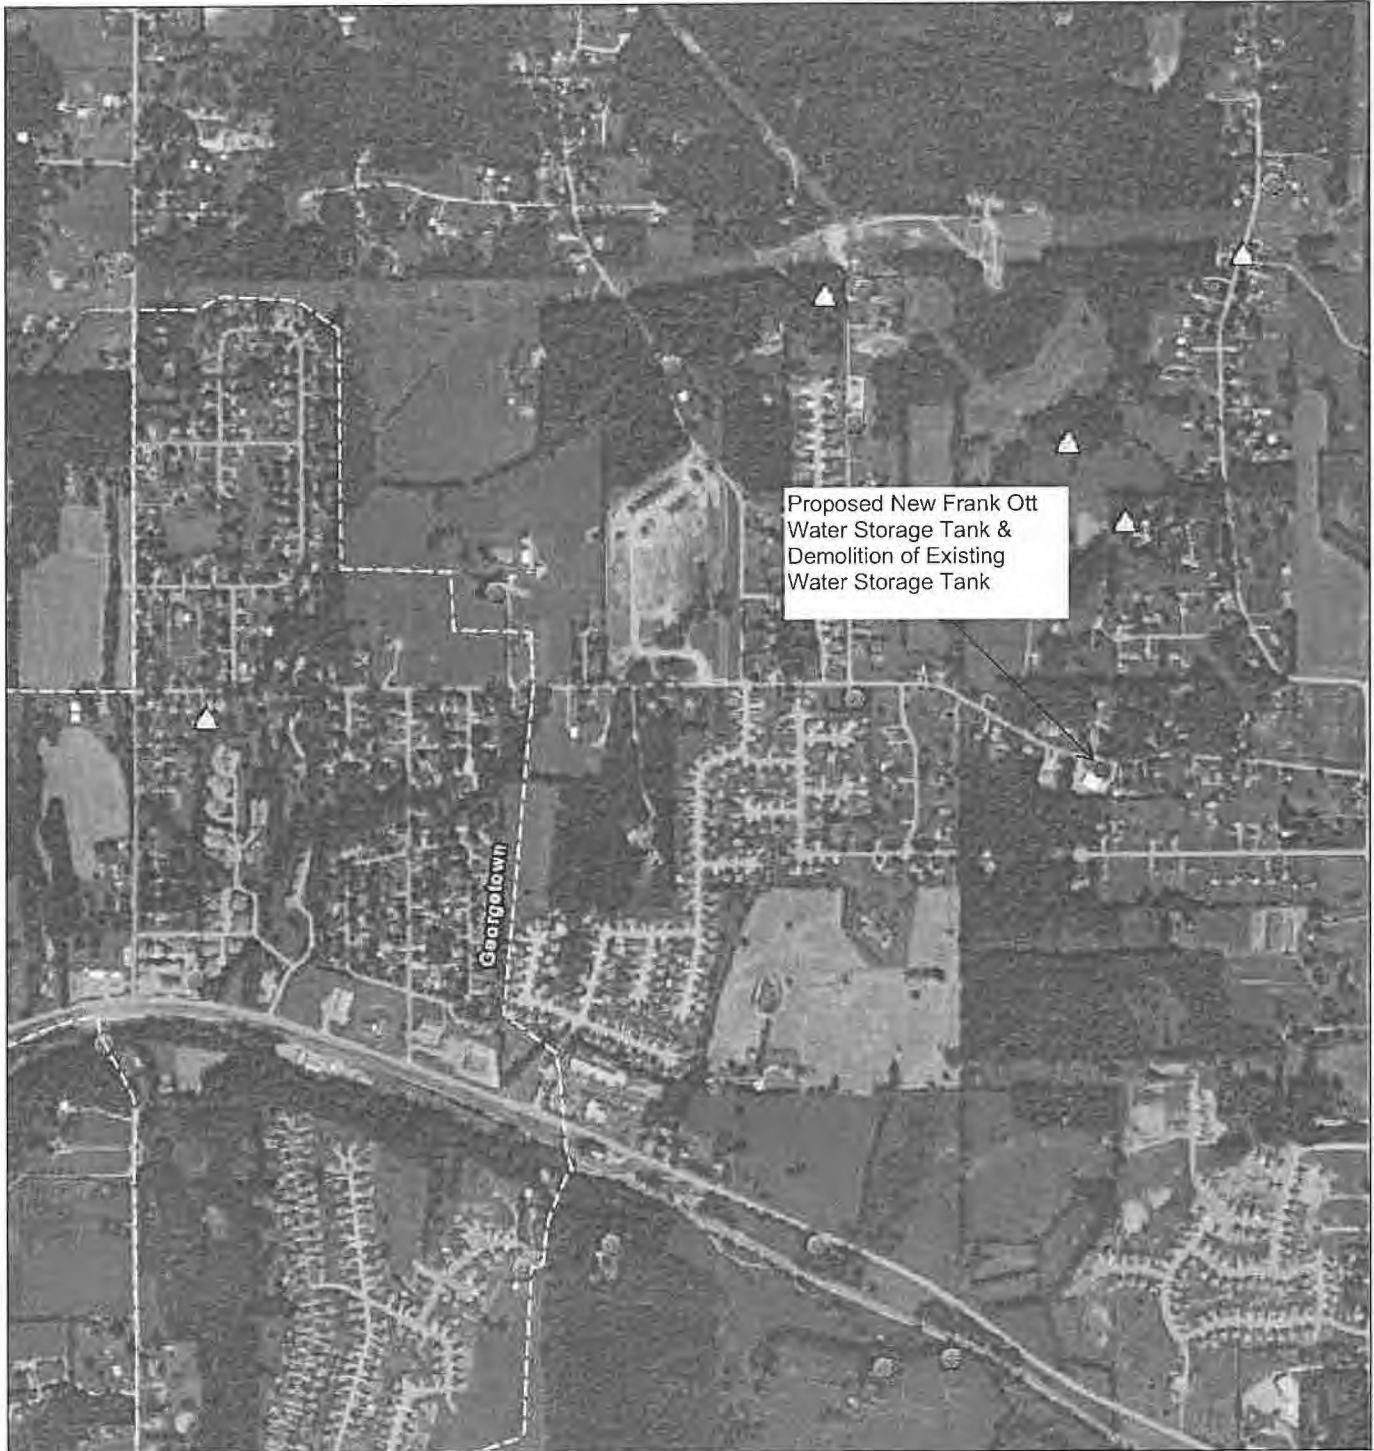 Proposed New Frank Ott
Water Storage Tank &
Demolition of Existing
Water Storage Tank
Georgetown